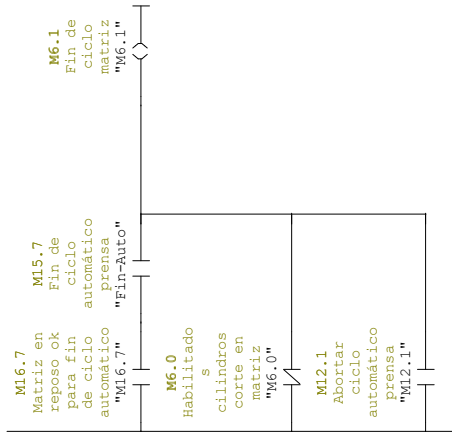 M16.7
Matriz en
reposo ok
para fin
de ciclo
automático
"M16.7"
M15.7
Fin de
ciclo
automático
prensa
"Fin-Auto"
M6.1
Fin de
ciclo
matriz
"M6.1"
M6.0
Habilitado
s
cilindros
corte en
matriz
"M6.0"
M12.1
Abortar
ciclo
automático
prensa
"M12.1"